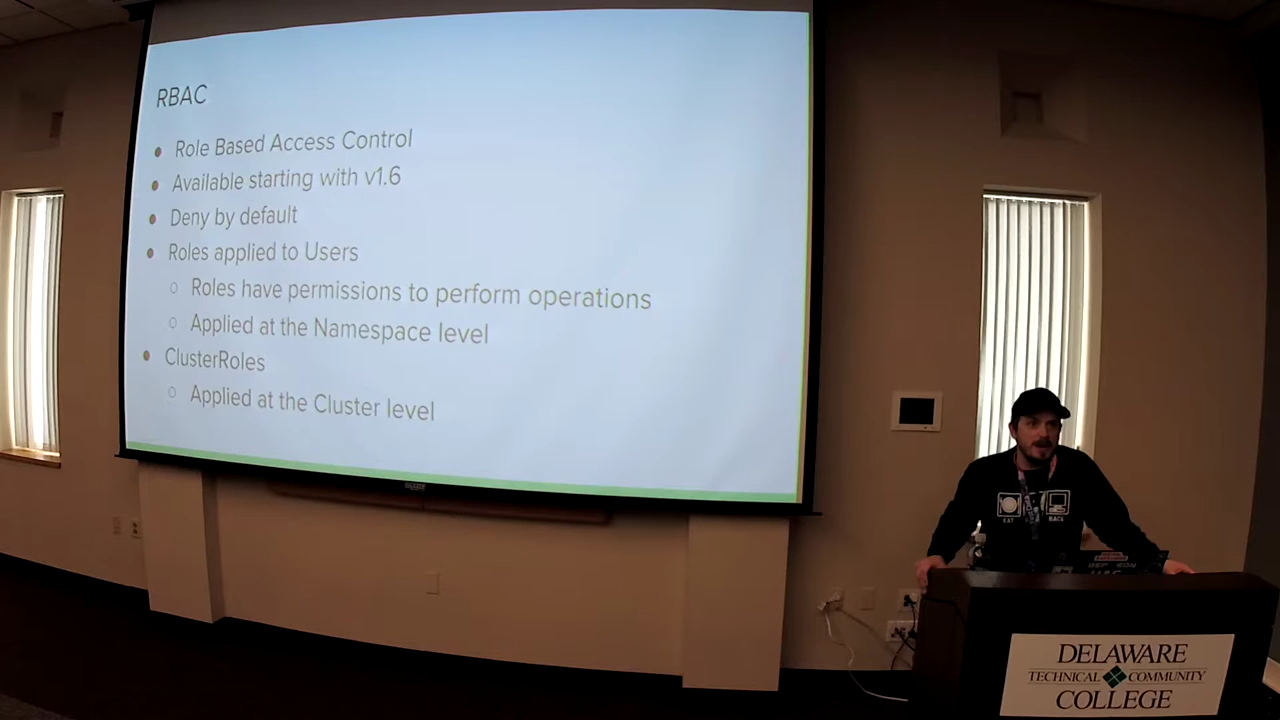 RBAC
Role Based Access Control
Available starting with v1.6
Deny by default
Roles applied to Users
Roles have permissions to perform operations
Applied at the Namespace level
ClusterRoles
Applied at the Cluster level
EAT
HACK
DELAWARE
TECHNICAL COMMUNITY
COLLEGE